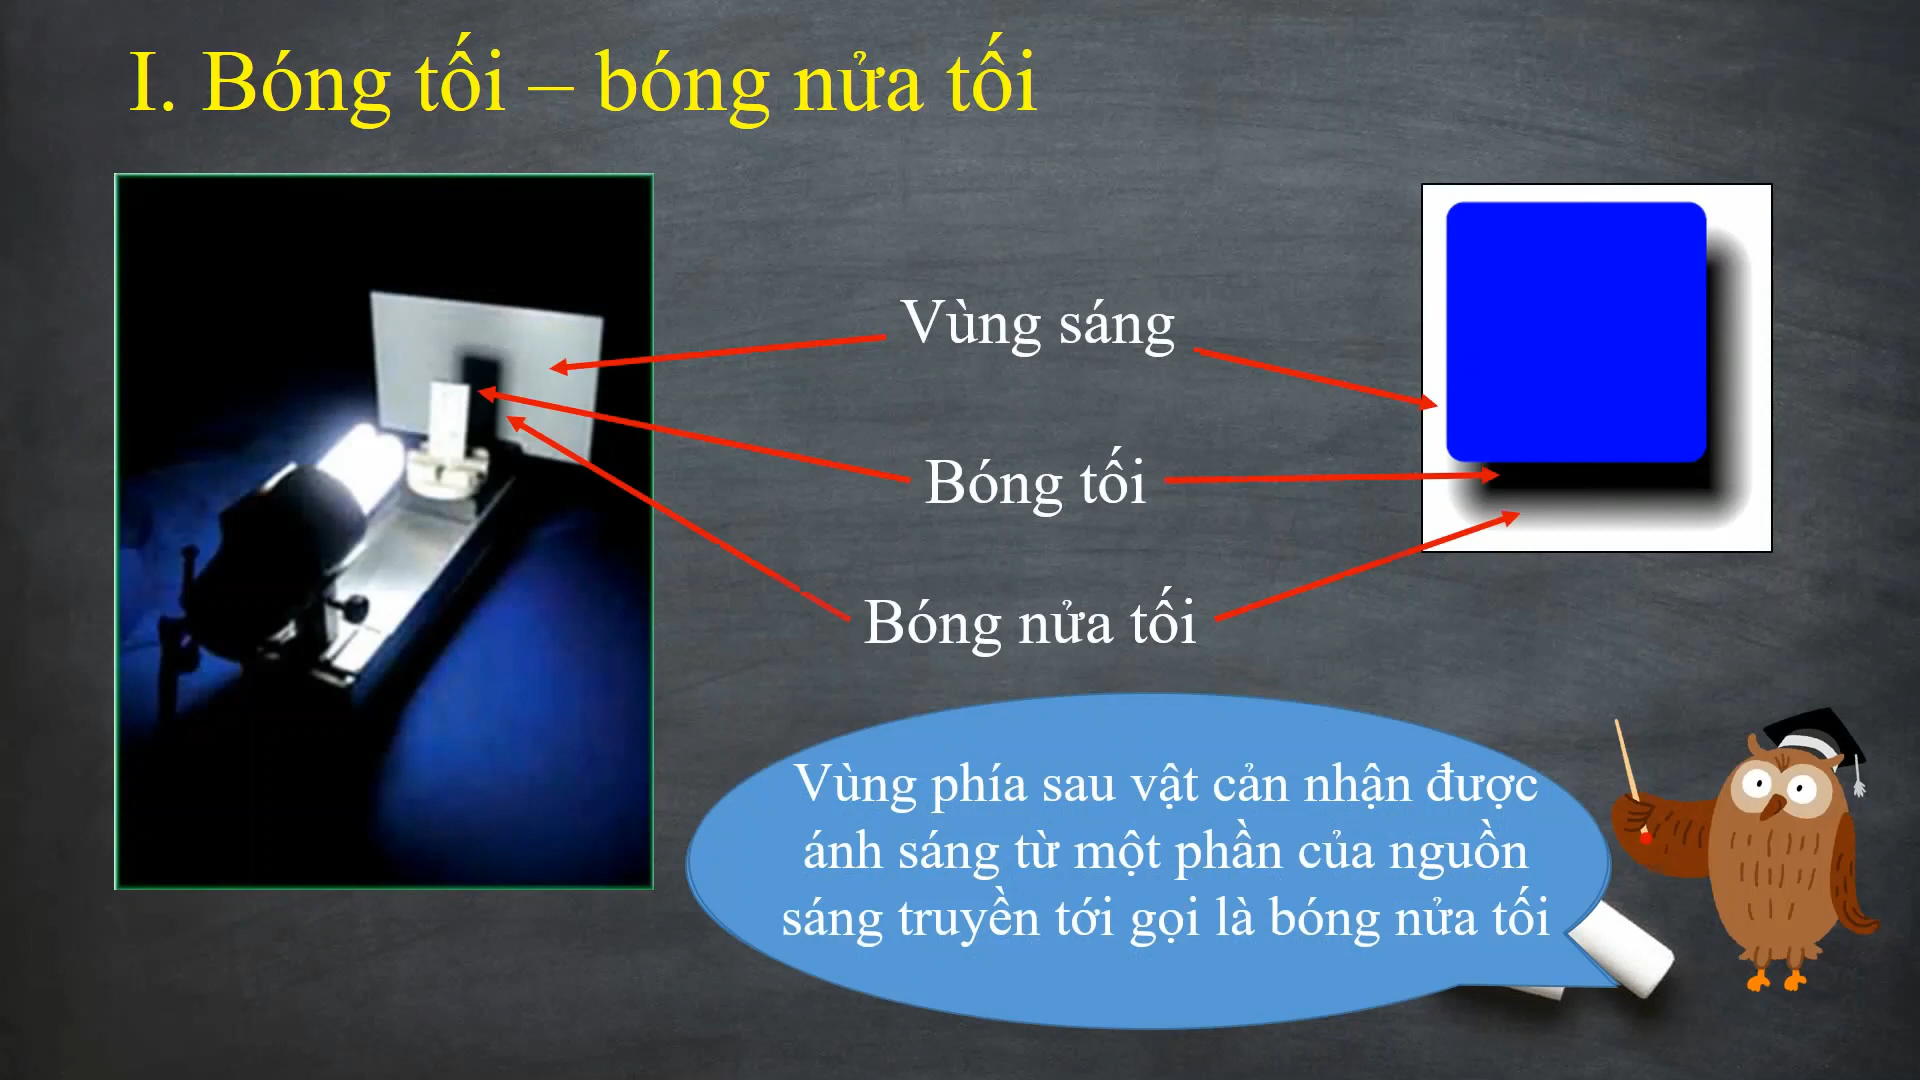 I. Bóng tối – bóng nửa tối
Vùng sáng
Bóng tối
Bóng nửa tối
Vùng phía sau vật cản nhận được
ánh sáng từ một phần của nguồn
sáng truyền tới gọi là bóng nửa tối